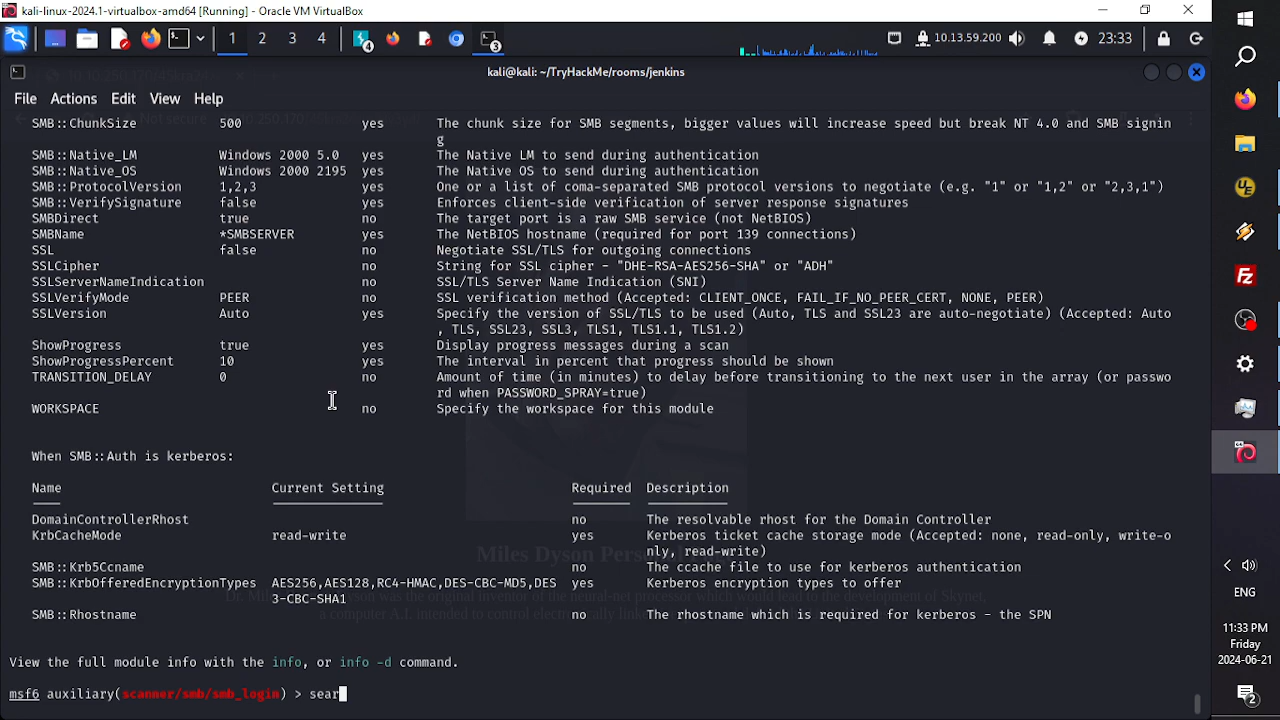 kali-linux-2024.1-virtualbox-amd64 [Running] - Oracle VM VirtualBox
1 2 3 4 4 3 10.13.59.200 23:33
kali@kali: ~/TryHackMe/rooms/jenkins
File Actions Edit View Help
SMB::ChunkSize 500 yes The chunk size for SMB segments, bigger values will increase speed but break NT 4.0 and SMB signin
g
SMB::Native_LM Windows 2000 5.0 yes The Native LM to send during authentication
SMB::Native_OS Windows 2000 2195 yes The Native OS to send during authentication
SMB::ProtocolVersion 1,2,3 yes One or a list of coma-separated SMB protocol versions to negotiate (e.g. "1" or "1,2" or "2,3,1")
SMB::VerifySignature false yes Enforces client-side verification of server response signatures
SMBDirect true no The target port is a raw SMB service (not NetBIOS)
SMBName *SMBSERVER yes The NetBIOS hostname (required for port 139 connections)
SSL false no Negotiate SSL/TLS for outgoing connections
SSLCipher no String for SSL cipher - "DHE-RSA-AES256-SHA" or "ADH"
SSLServerNameIndication no SSL/TLS Server Name Indication (SNI)
SSLVerifyMode PEER no SSL verification method (Accepted: CLIENT_ONCE, FAIL_IF_NO_PEER_CERT, NONE, PEER)
SSLVersion Auto yes Specify the version of SSL/TLS to be used (Auto, TLS and SSL23 are auto-negotiate) (Accepted: Auto
, TLS, SSL23, SSL3, TLS1, TLS1.1, TLS1.2)
ShowProgress true yes Display progress messages during a scan
ShowProgressPercent 10 yes The interval in percent that progress should be shown
TRANSITION_DELAY 0 no Amount of time (in minutes) to delay before transitioning to the next user in the array (or passwo
rd when PASSWORD_SPRAY=true)
WORKSPACE no Specify the workspace for this module
When SMB::Auth is kerberos:
Name Current Setting Required Description
DomainControllerRhost no The resolvable rhost for the Domain Controller
KrbCacheMode read-write yes Kerberos ticket cache storage mode (Accepted: none, read-only, write-o
nly, read-write)
SMB::Krb5Ccname no The ccache file to use for kerberos authentication
SMB::KrbOfferedEncryptionTypes AES256,AES128,RC4-HMAC,DES-CBC-MD5,DES yes Kerberos encryption types to offer
3-CBC-SHA1
SMB::Rhostname no The rhostname which is required for kerberos - the SPN
Miles Dyson Personal
View the full module info with the info, or info -d command.
msf6 auxiliary(scanner/smb/smb_login) > sear
ENG
11:33 PM
Friday
2024-06-21
2